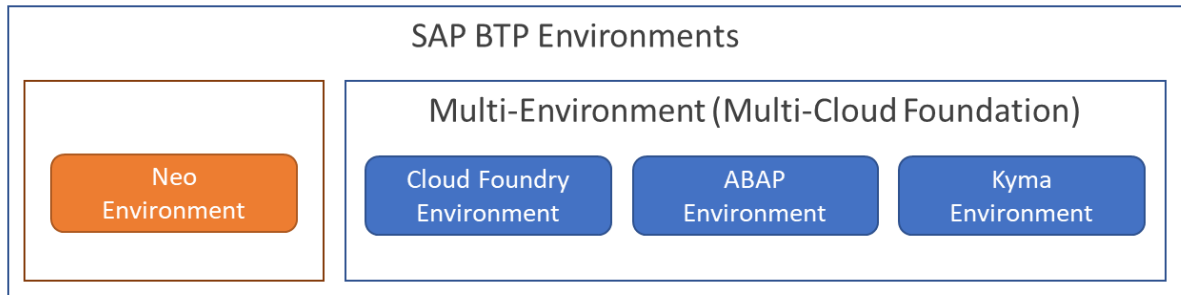 SAP BTP Environments
Multi-Environment (Multi-Cloud Foundation)
Neo
Environment
Cloud Foundry
Environment
ABAP
Environment
Kyma
Environment